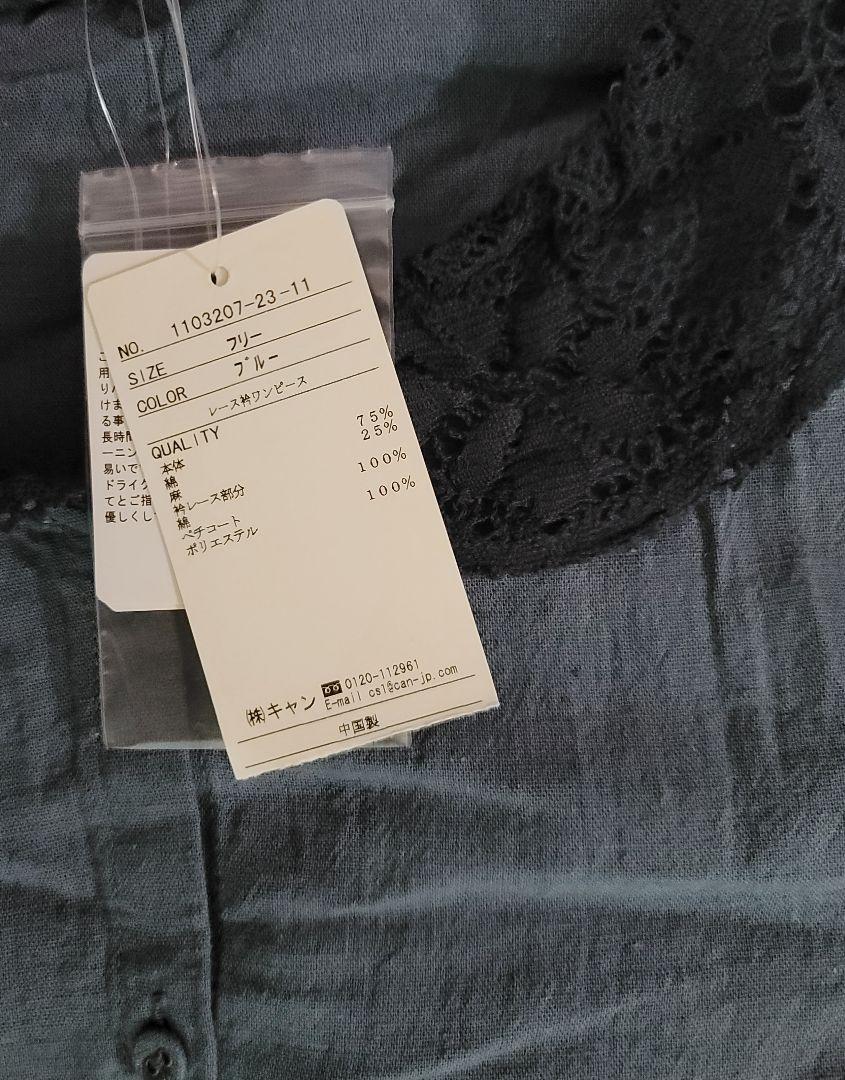 NO. 1103207-23-11
SIZE フリー
COLOR ブルー
レース衿ワンピース
QUALITY
本体
綿 75%
麻 25%
衿レース部分
綿 100%
ペチコート
ポリエステル 100%
㈱キャン 0120-112961
E-mail csl@can-jp.com
中国製
用
けま
る事
長時間
ーニン
易いで
ドライク
てとご指
優しくし